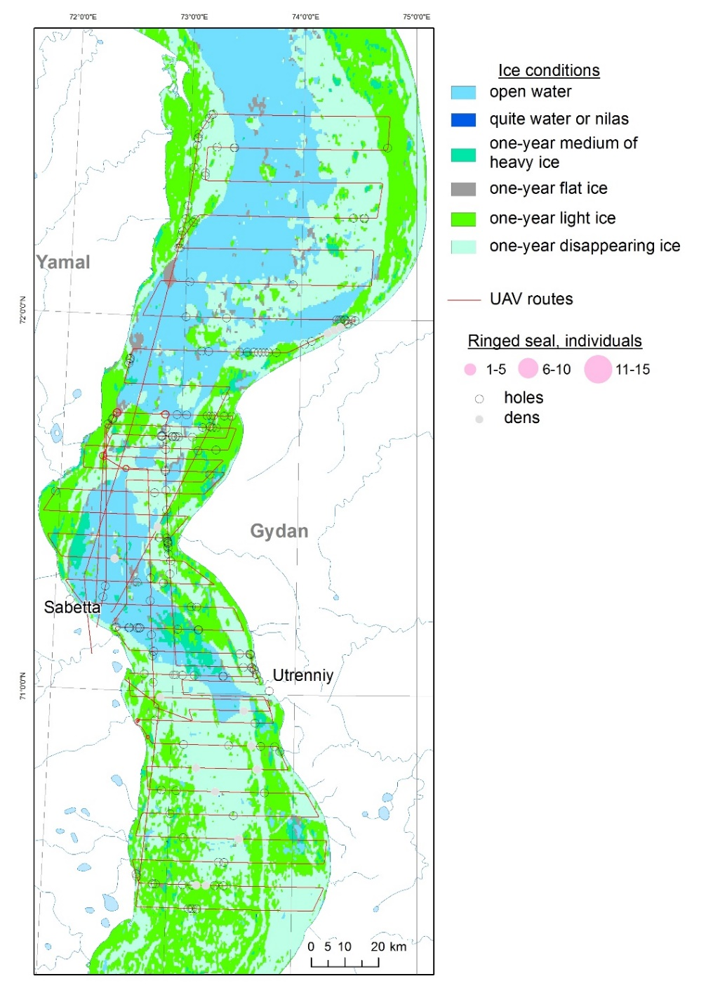 72°0'0"E 73°0'0"E 74°0'0"E 75°0'0"E
Ice conditions
open water
quite water or nilas
one-year medium of
heavy ice
one-year flat ice
one-year light ice
one-year disappearing ice
Yamal
UAV routes
72°0'0"N
Ringed seal, individuals
1-5 6-10 11-15
holes
dens
Gydan
Sabetta
Utrenniy
71°0'0"N
0 5 10 20 km